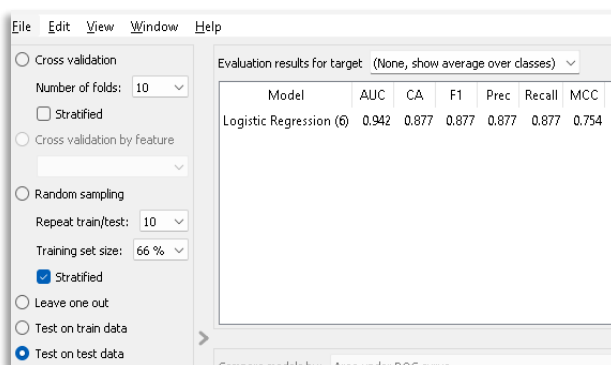 File Edit View Window Help
Cross validation
Number of folds: 10
Stratified
Cross validation by feature
Random sampling
Repeat train/test: 10
Training set size: 66 %
Stratified
Leave one out
Test on train data
Test on test data
Evaluation results for target (None, show average over classes)
Model AUC CA F1 Prec Recall MCC
Logistic Regression (6) 0.942 0.877 0.877 0.877 0.877 0.754